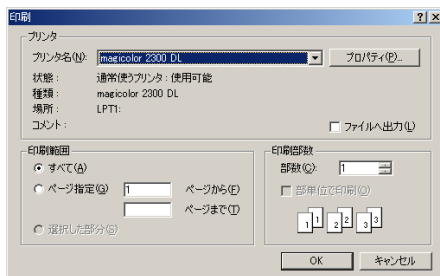 印刷
プリンタ
プリンタ名(N): magicolor 2300 DL プロパティ(P)...
状態: 通常使うプリンタ : 使用可能
種類: magicolor 2300 DL
場所: LPT1:
コメント: ファイルへ出力(L)
印刷範囲
すべて(A)
ページ指定(G) 1 ページから(F)
ページまで(T)
選択した部分(S)
印刷部数
部数(C): 1
部単位で印刷(O)
1 1 2 2 3 3
OK キャンセル